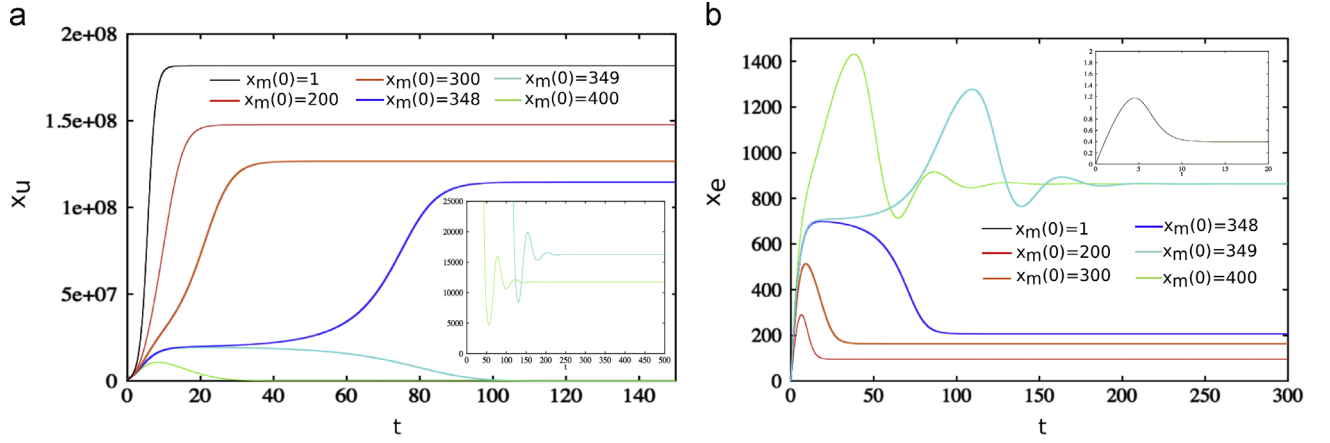 a
b
2e+08
1.5e+08
1e+08
5e+07
0
xu
xm(0)=1
xm(0)=300
xm(0)=349
xm(0)=200
xm(0)=348
xm(0)=400
25000
20000
15000
10000
5000
0
0 50 100 150 200 250 300 350 400 450 500
t
0 20 40 60 80 100 120 140
t
1400
1200
1000
800
600
400
200
0
xe
2
1.8
1.6
1.4
1.2
1
0.8
0.6
0.4
0.2
0
0 5 10 15 20
xm(0)=1
xm(0)=348
xm(0)=200
xm(0)=349
xm(0)=300
xm(0)=400
0 50 100 150 200 250 300
t